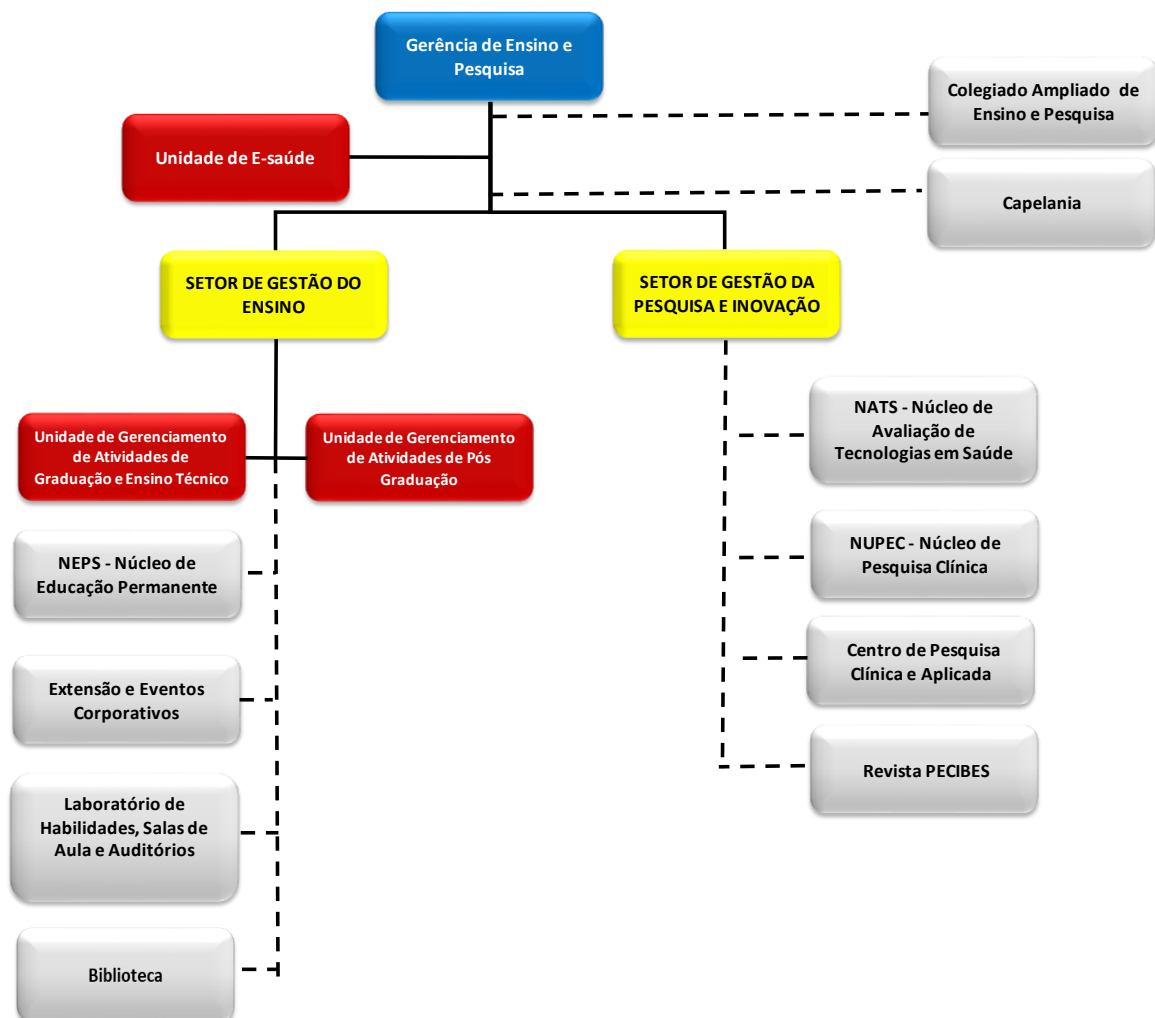 Gerência de Ensino e
Pesquisa
Colegiado Ampliado de
Ensino e Pesquisa
Unidade de E-saúde
Capelania
SETOR DE GESTÃO DO
ENSINO
SETOR DE GESTÃO DA
PESQUISA E INOVAÇÃO
Unidade de Gerenciamento
de Atividades de
Graduação e Ensino Técnico
Unidade de Gerenciamento
de Atividades de Pós
Graduação
NATS - Núcleo de
Avaliação de
Tecnologias em Saúde
NEPS - Núcleo de
Educação Permanente
NUPEC - Núcleo de
Pesquisa Clínica
Extensão e Eventos
Corporativos
Centro de Pesquisa
Clínica e Aplicada
Laboratório de
Habilidades, Salas de
Aula e Auditórios
Revista PECIBES
Biblioteca